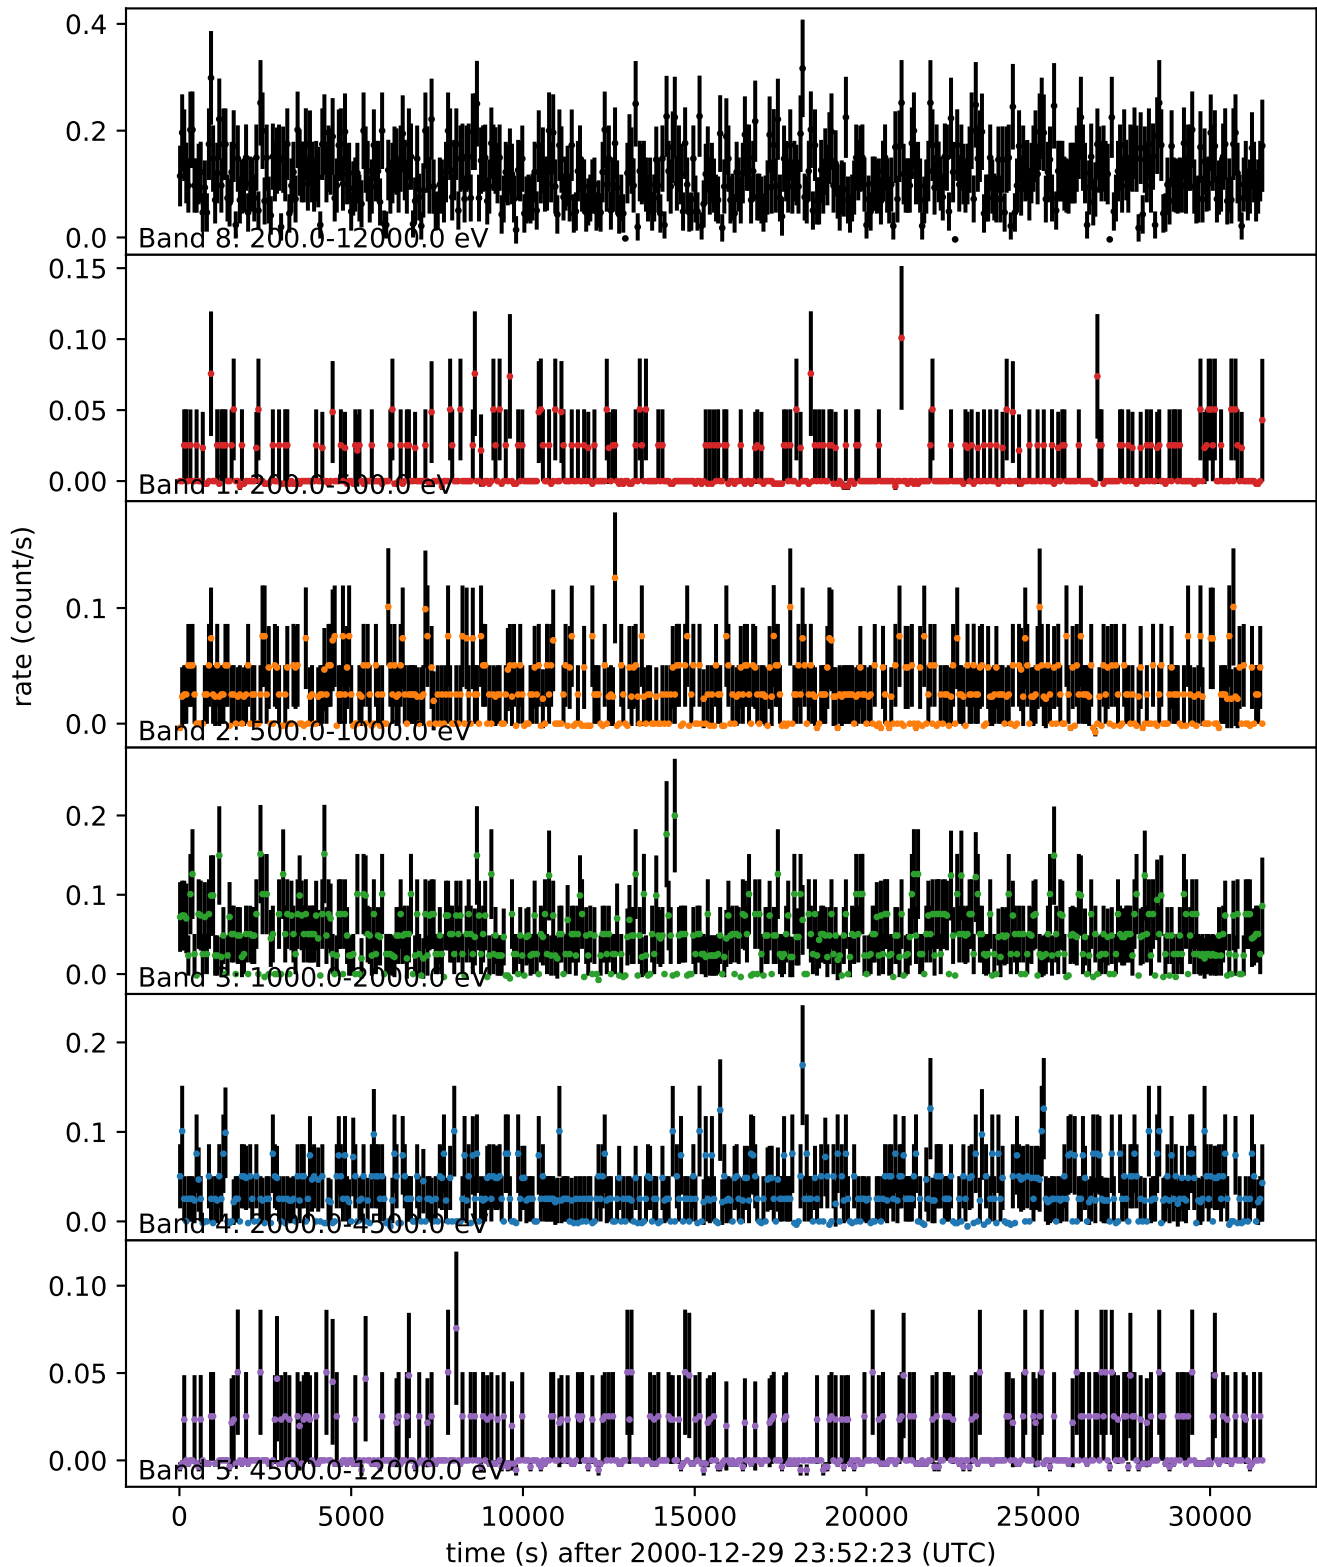 0.4
0.2
0.0
Band 8: 200.0-12000.0 eV
0.15
0.10
0.05
0.00
Band 1: 200.0-500.0 eV
0.1
0.0
Band 2: 500.0-1000.0 eV
0.2
0.1
0.0
Band 3: 1000.0-2000.0 eV
0.2
0.1
0.0
Band 4: 2000.0-4500.0 eV
0.10
0.05
0.00
Band 5: 4500.0-12000.0 eV
rate (count/s)
0 5000 10000 15000 20000 25000 30000
time (s) after 2000-12-29 23:52:23 (UTC)